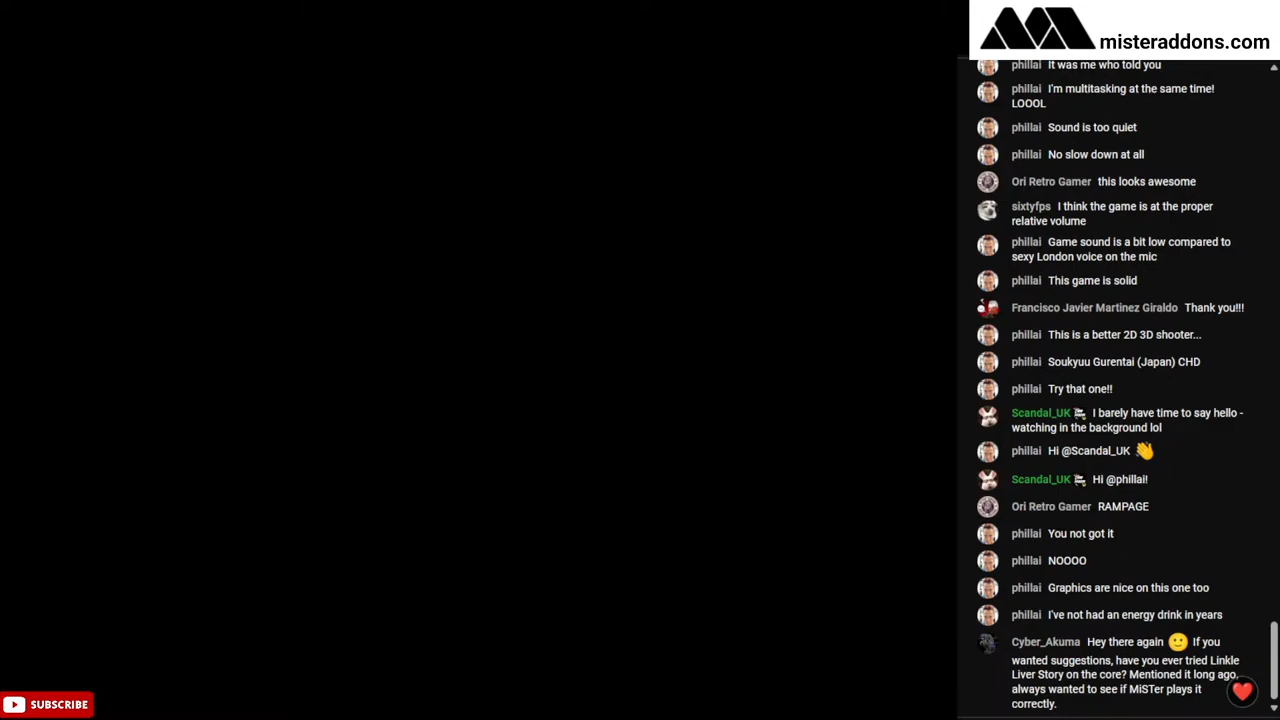 misteraddons.com
phillai It was me who told you
phillai I'm multitasking at the same time!
LOOOL
phillai Sound is too quiet
phillai No slow down at all
Ori Retro Gamer this looks awesome
sixtyfps I think the game is at the proper
relative volume
phillai Game sound is a bit low compared to
sexy London voice on the mic
phillai This game is solid
Francisco Javier Martinez Giraldo Thank you!!!
phillai This is a better 2D 3D shooter...
phillai Soukyuu Gurentai (Japan) CHD
phillai Try that one!!
Scandal_UK I barely have time to say hello -
watching in the background lol
phillai Hi @Scandal_UK 👋
Scandal_UK Hi @phillai!
Ori Retro Gamer RAMPAGE
phillai You not got it
phillai NOOOO
phillai Graphics are nice on this one too
phillai I've not had an energy drink in years
Cyber_Akuma Hey there again 🙂 If you
wanted suggestions, have you ever tried Linkle
Liver Story on the core? Mentioned it long ago,
always wanted to see if MiSTer plays it
correctly.
SUBSCRIBE